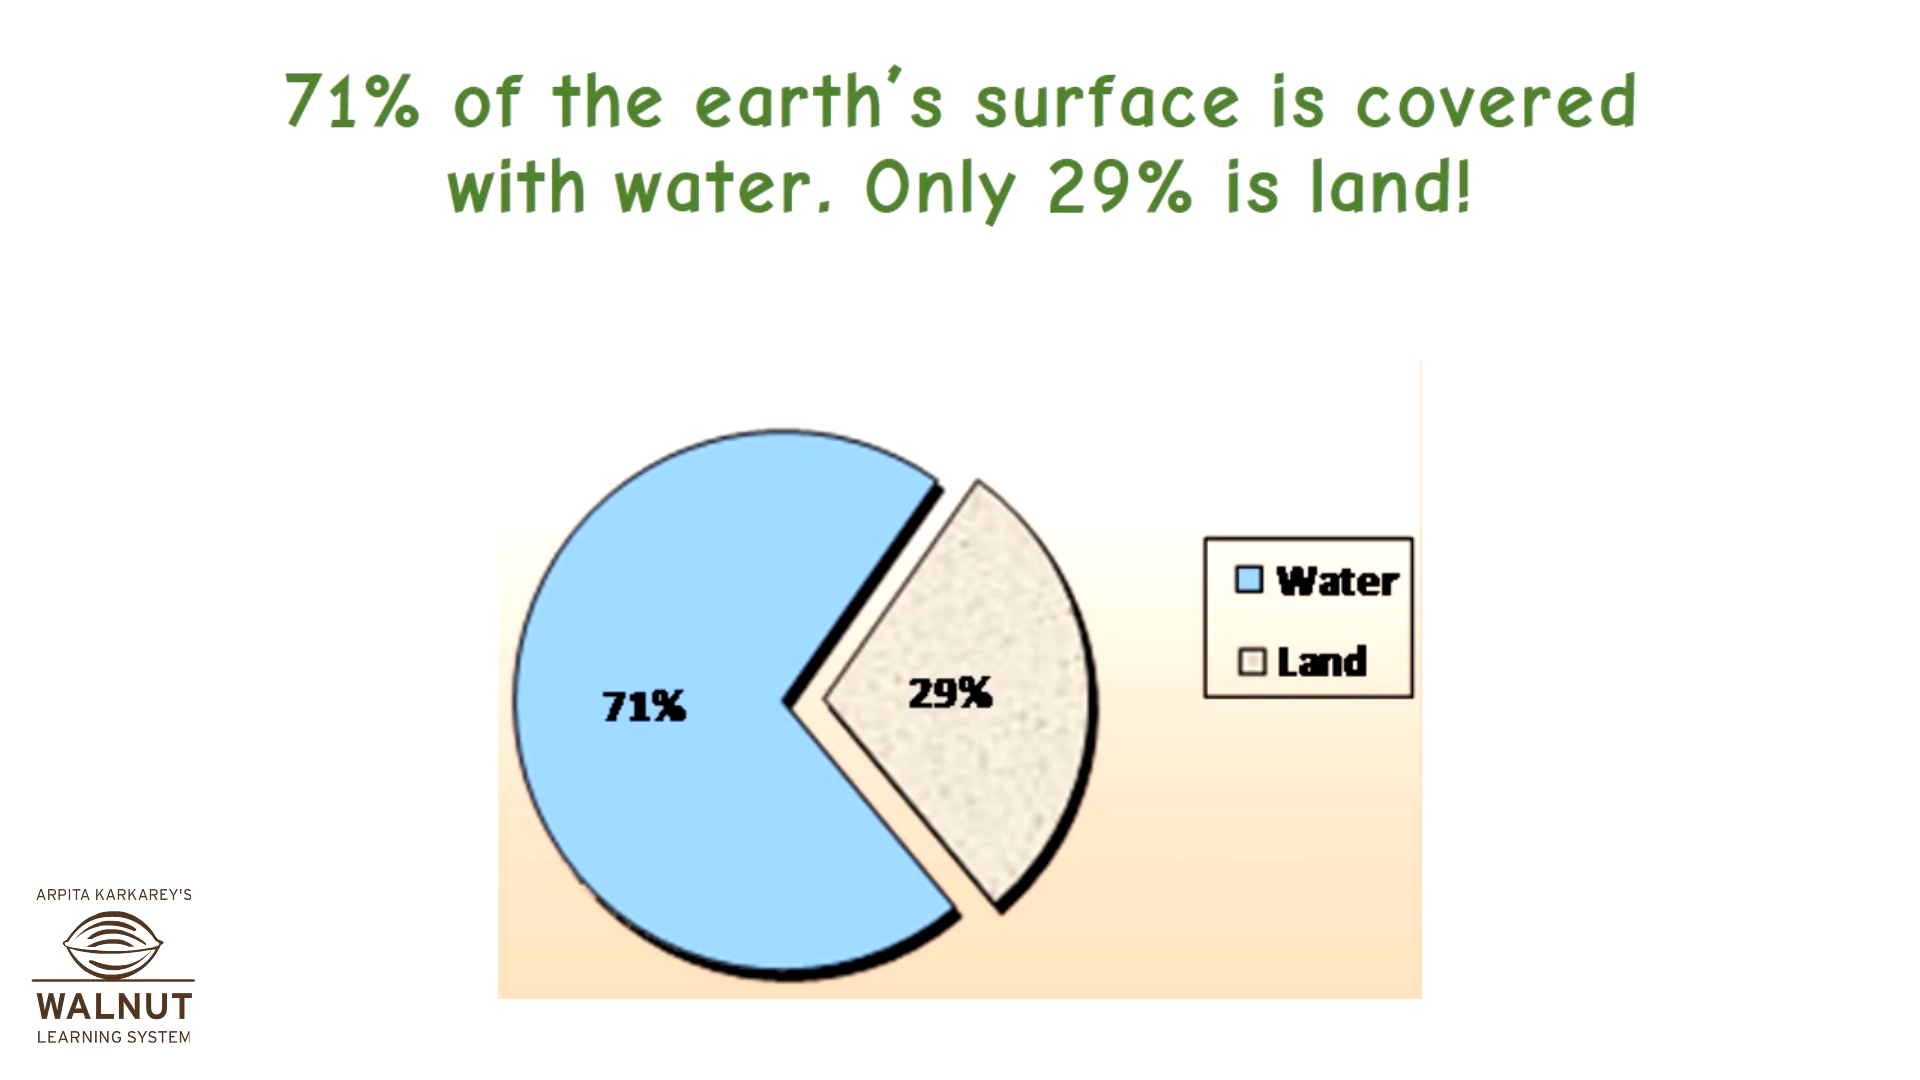 71% of the earth's surface is covered
with water. Only 29% is land!
71%
29%
Water
Land
ARPITA KARKAREY'S
WALNUT
LEARNING SYSTEM